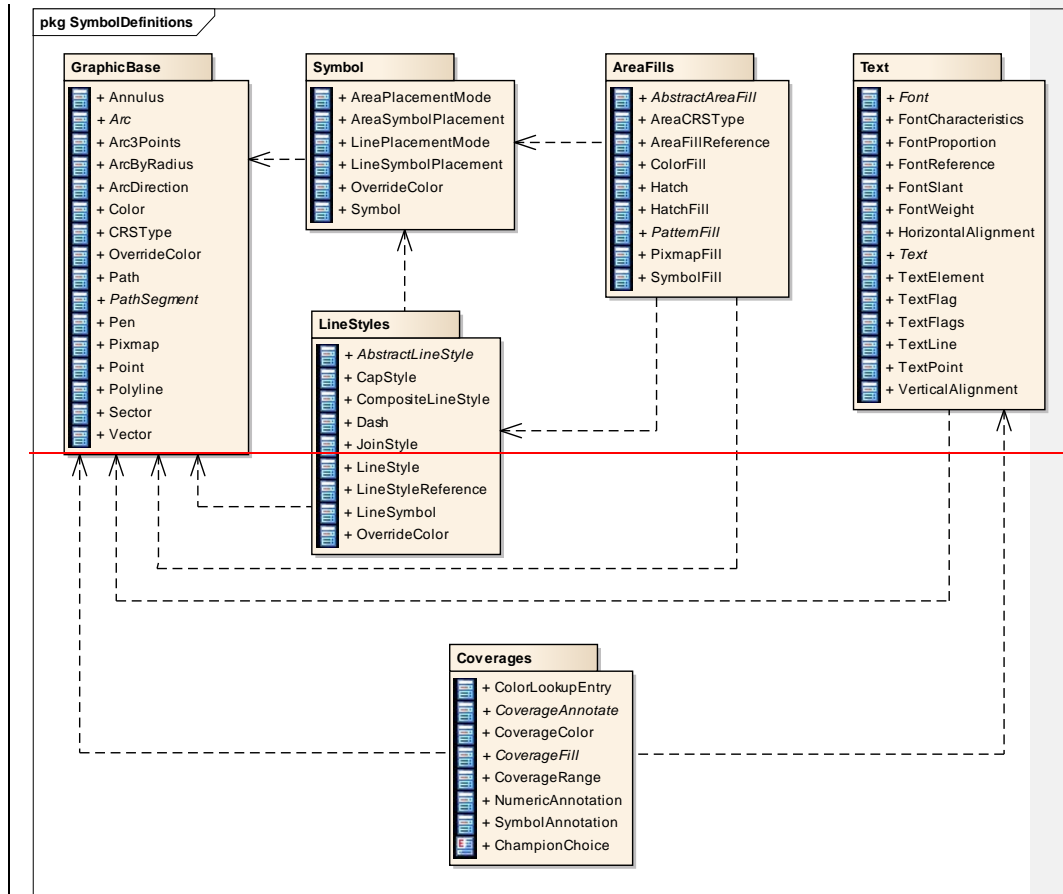 pkg SymbolDefinitions
GraphicBase
+ Annulus
+ Arc
+ Arc3Points
+ ArcByRadius
+ ArcDirection
+ Color
+ CRSType
+ OverrideColor
+ Path
+ PathSegment
+ Pen
+ Pixmap
+ Point
+ Polyline
+ Sector
+ Vector
Symbol
+ AreaPlacementMode
+ AreaSymbolPlacement
+ LinePlacementMode
+ LineSymbolPlacement
+ OverrideColor
+ Symbol
AreaFills
+ AbstractAreaFill
+ AreaCRSType
+ AreaFillReference
+ ColorFill
+ Hatch
+ HatchFill
+ PatternFill
+ PixmapFill
+ SymbolFill
Text
+ Font
+ FontCharacteristics
+ FontProportion
+ FontReference
+ FontSlant
+ FontWeight
+ HorizontalAlignment
+ Text
+ TextElement
+ TextFlag
+ TextFlags
+ TextLine
+ TextPoint
+ VerticalAlignment
LineStyles
+ AbstractLineStyle
+ CapStyle
+ CompositeLineStyle
+ Dash
+ JoinStyle
+ LineStyle
+ LineStyleReference
+ LineSymbol
+ OverrideColor
Coverages
+ ColorLookupEntry
+ CoverageAnnotate
+ CoverageColor
+ CoverageFill
+ CoverageRange
+ NumericAnnotation
+ SymbolAnnotation
+ ChampionChoice